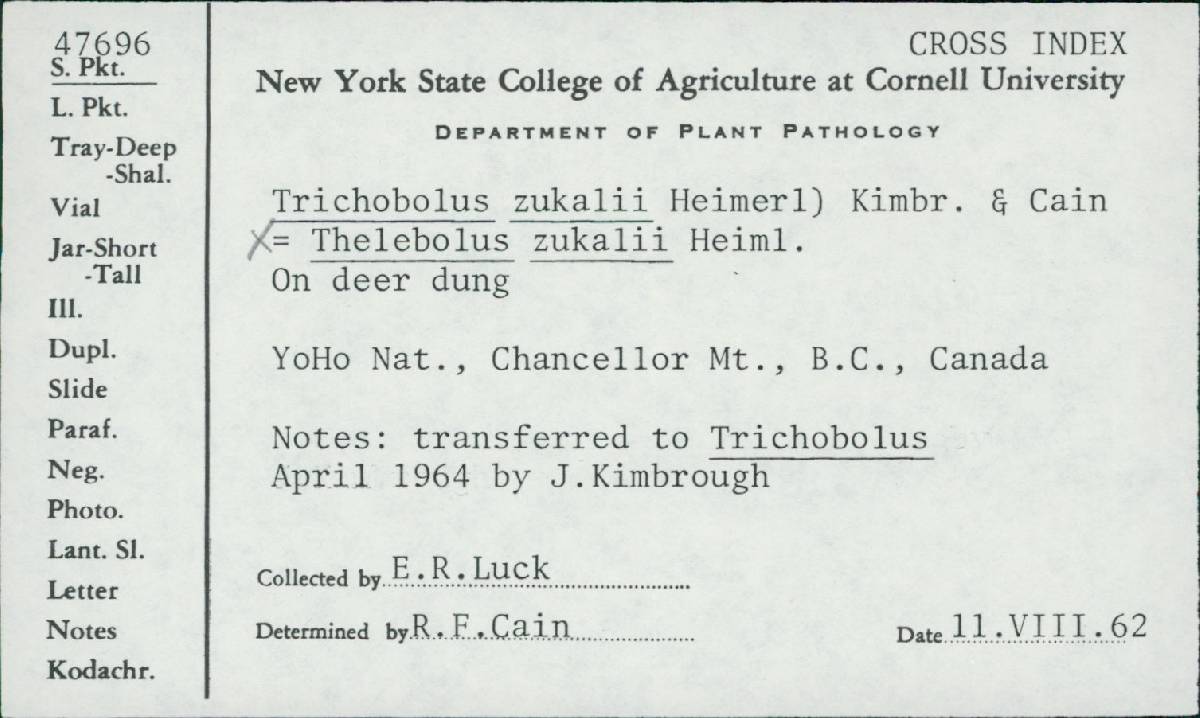 47696
S. Pkt.
L. Pkt.
Tray-Deep
-Shal.
Vial
Jar-Short
-Tall
Ill.
Dupl.
Slide
Paraf.
Neg.
Photo.
Lant. Sl.
Letter
Notes
Kodachr.
CROSS INDEX
New York State College of Agriculture at Cornell University
DEPARTMENT OF PLANT PATHOLOGY
Trichobolus zukalii Heimerl) Kimbr. & Cain
X= Thelebolus zukalii Heiml.
On deer dung
YoHo Nat., Chancellor Mt., B.C., Canada
Notes: transferred to Trichobolus
April 1964 by J.Kimbrough
Collected by E.R.Luck
Determined by R.F.Cain
Date 11.VIII.62